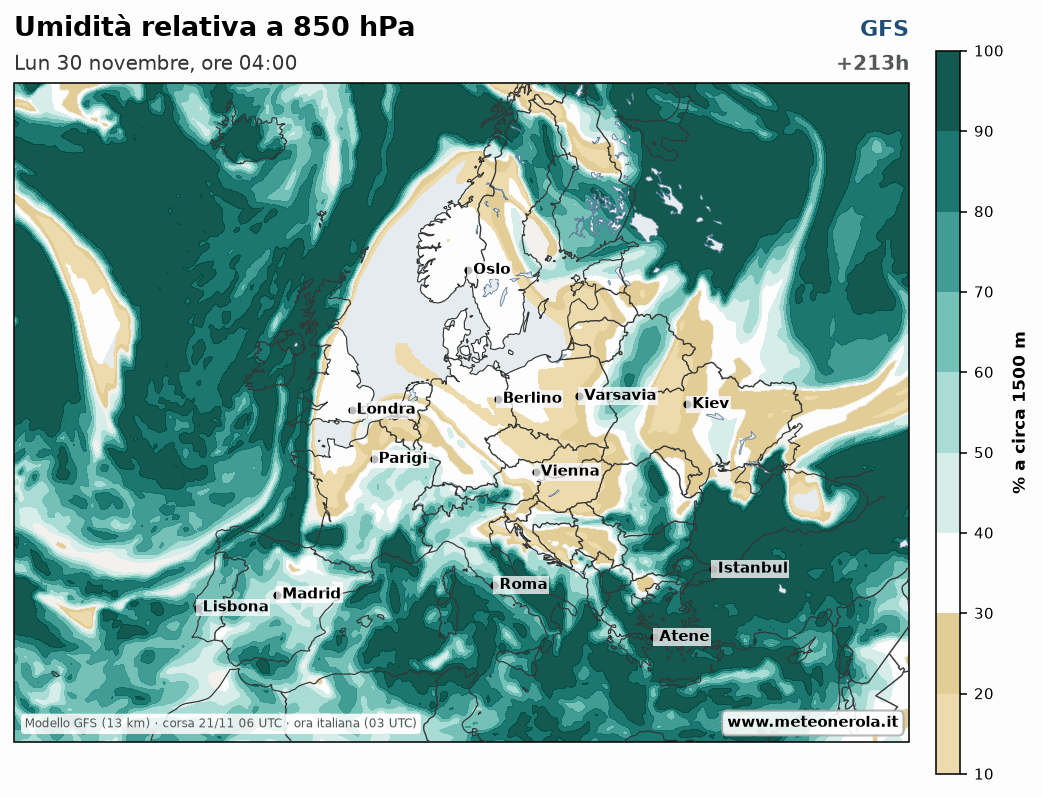 Umidità relativa a 850 hPa
GFS
Lun 30 novembre, ore 04:00
+213h
100
90
80
70
60
50
40
30
20
10
% a circa 1500 m
Oslo
Berlino
Varsavia
Kiev
Londra
Parigi
Vienna
Istanbul
Roma
Madrid
Lisbona
Atene
Modello GFS (13 km) · corsa 21/11 06 UTC · ora italiana (03 UTC)
www.meteonerola.it